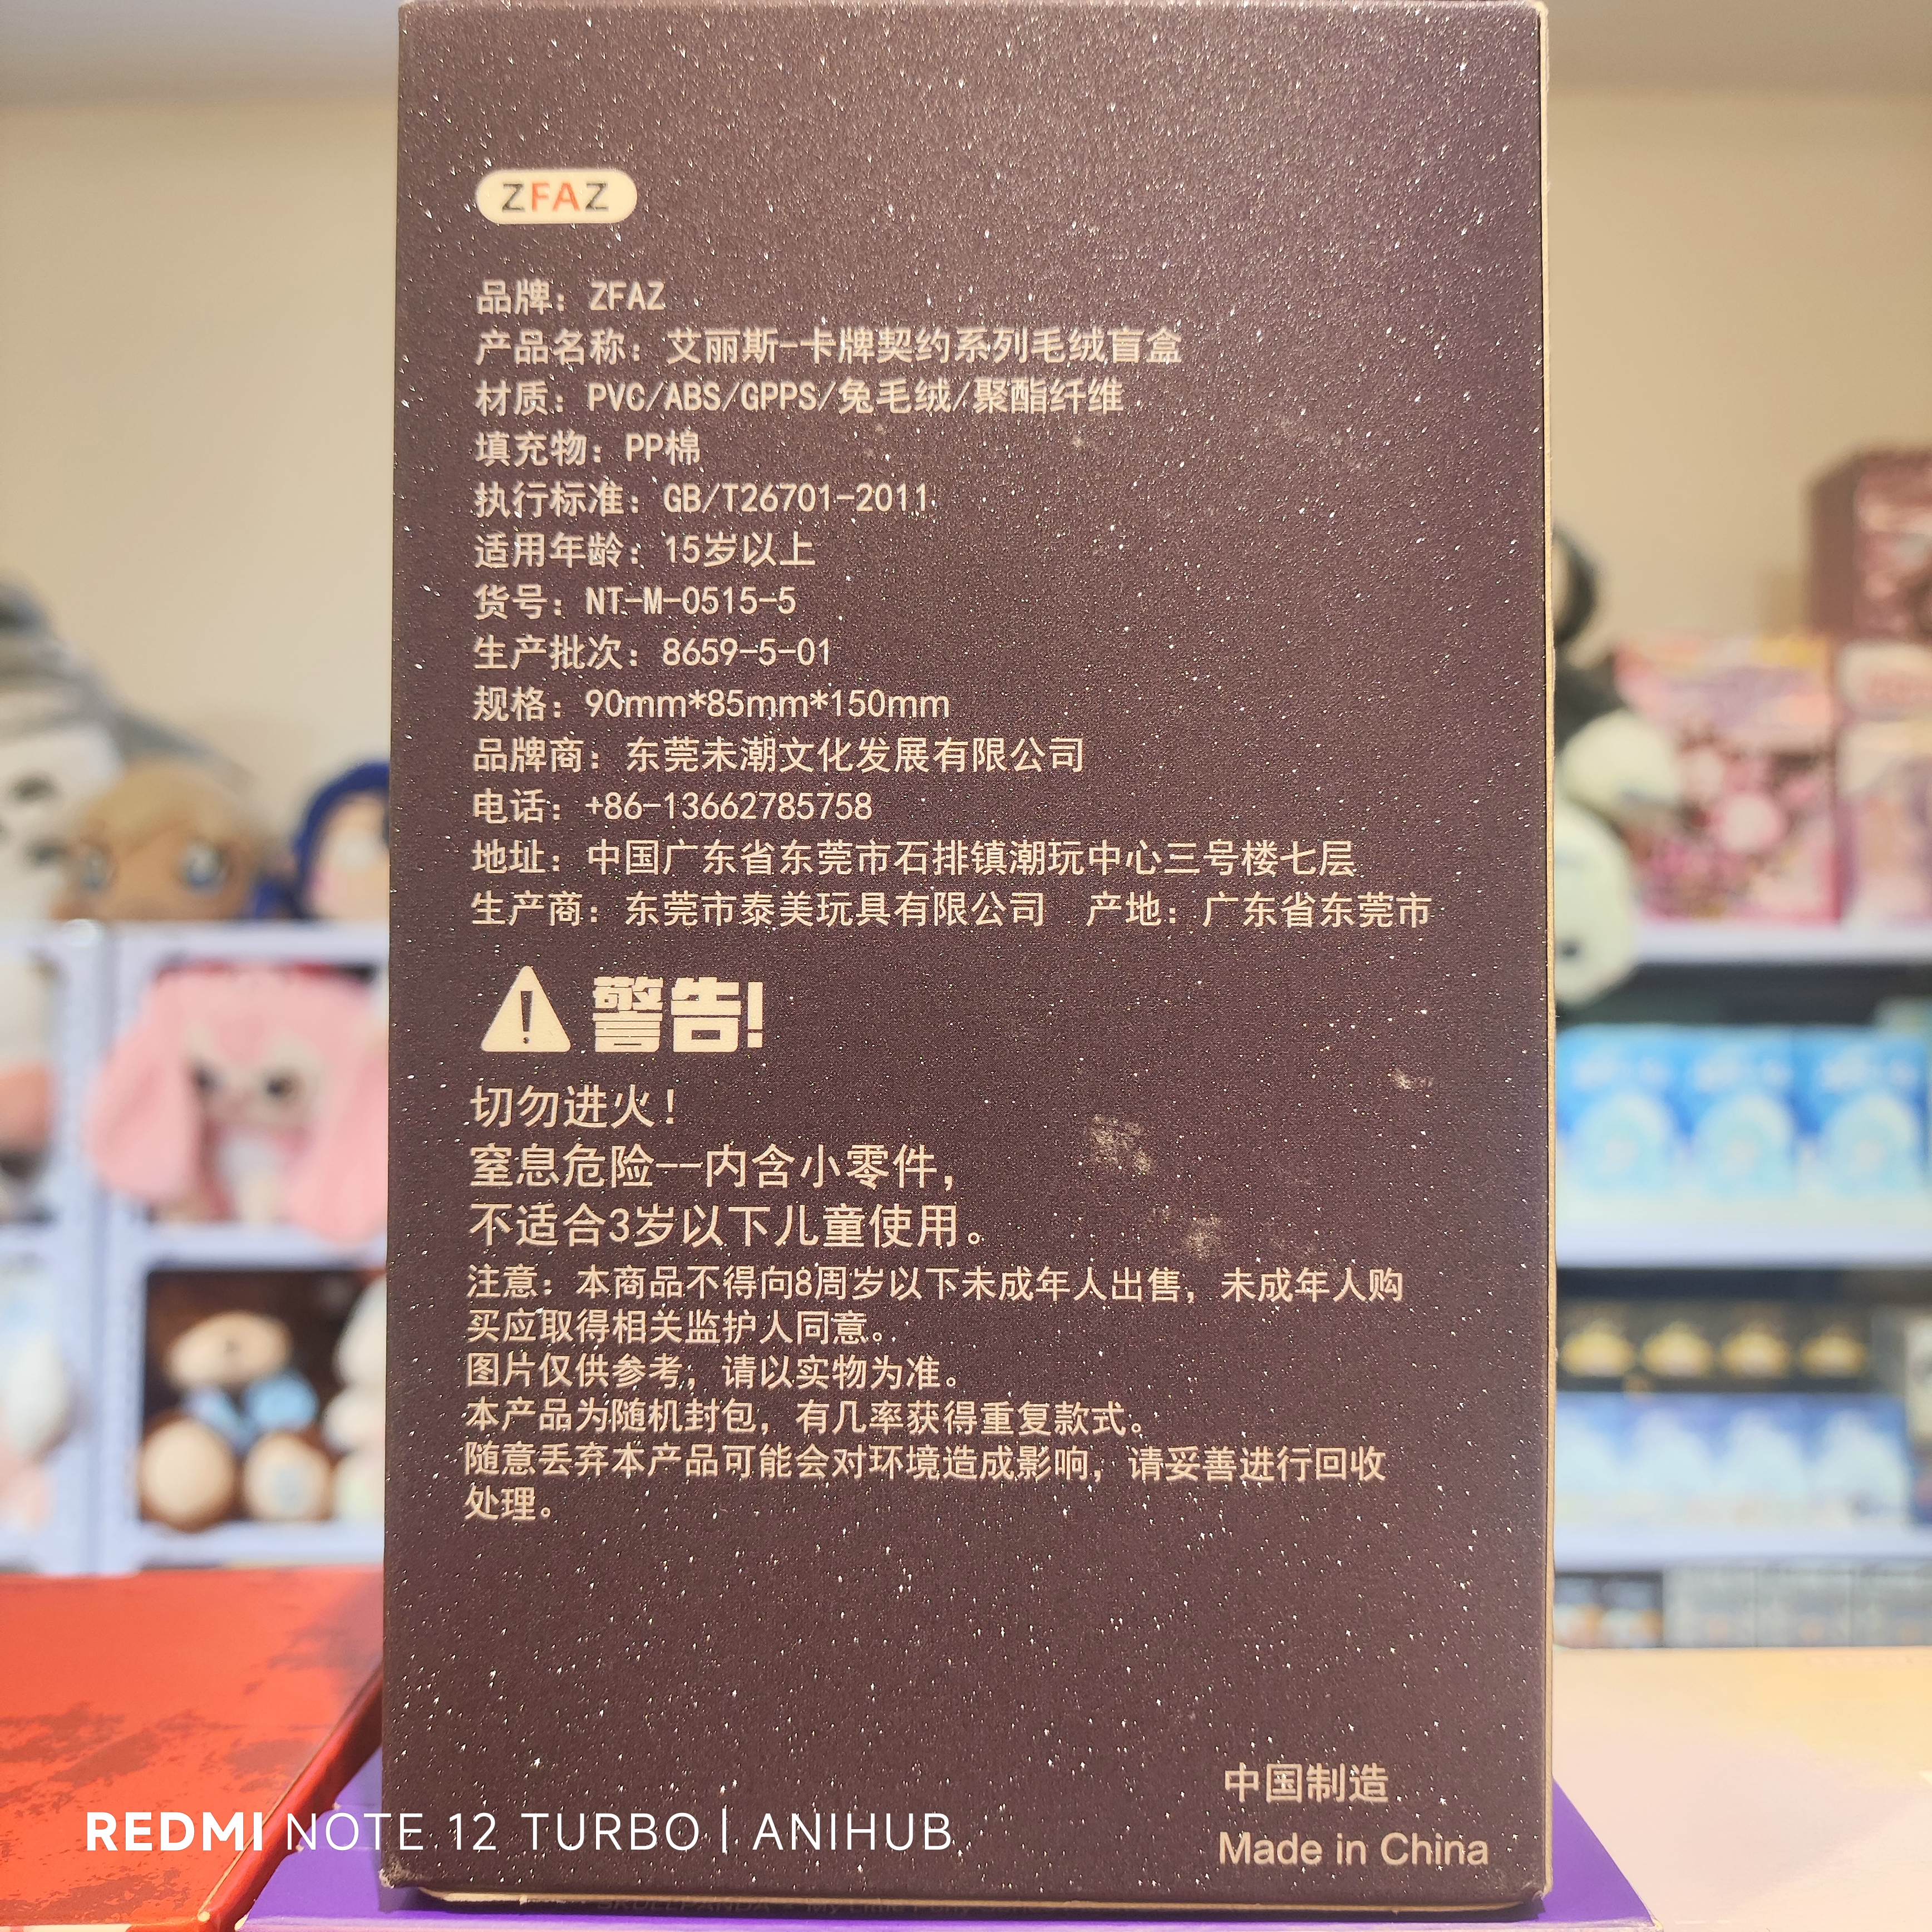 ZFAZ
品牌：ZFAZ
产品名称：艾丽斯-卡牌契约系列毛绒盲盒
材质：PVC/ABS/GPPS/兔毛绒/聚酯纤维
填充物：PP棉
执行标准：GB/T26701-2011
适用年龄：15岁以上
货号：NT-M-0515-5
生产批次：8659-5-01
规格：90mm*85mm*150mm
品牌商：东莞未潮文化发展有限公司
电话：+86-13662785758
地址：中国广东省东莞市石排镇潮玩中心三号楼七层
生产商：东莞市泰美玩具有限公司 产地：广东省东莞市
警告!
切勿进火！
窒息危险--内含小零件，
不适合3岁以下儿童使用。
注意：本商品不得向8周岁以下未成年人出售，未成年人购
买应取得相关监护人同意。
图片仅供参考，请以实物为准。
本产品为随机封包，有几率获得重复款式。
随意丢弃本产品可能会对环境造成影响，请妥善进行回收
处理。
中国制造
Made in China
REDMI NOTE 12 TURBO | ANIHUB